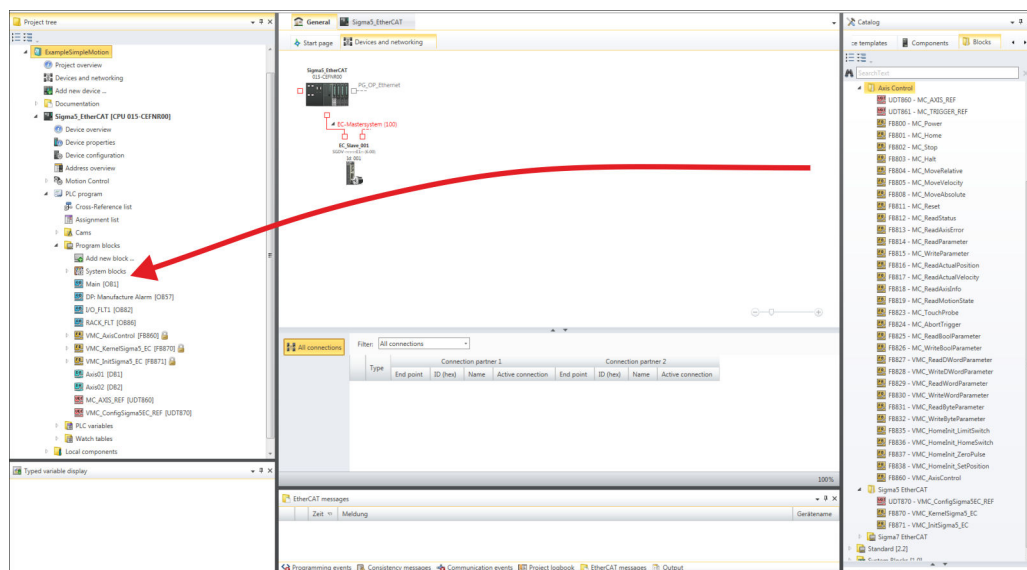 Project tree
ExampleSimpleMotion
Project overview
Devices and networking
Add new device ...
Documentation
Sigma5_EtherCAT [CPU 015-CEFNR00]
Device overview
Device properties
Device configuration
Address overview
Motion Control
PLC program
Cross-Reference list
Assignment list
Cams
Program blocks
Add new block ...
System blocks
Main [OB1]
DPi Manufacture Alarm [OB57]
I/O_FLT1 [OB82]
RACK_FLT [OB86]
VMC_AxisControl [FB860]
VMC_KernelSigma5_EC [FB870]
VMC_InitSigma5_EC [FB871]
Axis01 [DB1]
Axis02 [DB2]
MC_AXIS_REF [UDT860]
VMC_ConfigSigma5EC_REF [UDT870]
PLC variables
Watch tables
Local components
Typed variable display
General
Sigma5_EtherCAT
Start page
Devices and networking
Sigma5_EtherCAT
015-CEFNR00
PG_OP_Ethernet
EC-Mastersystem (100)
EC_Slave_001
Id_001
All connections
Filter:
All connections
Type
Connection partner 1
Connection partner 2
End point
ID (hex)
Name
Active connection
End point
ID (hex)
Name
Active connection
100%
EtherCAT messages
Zeit
Meldung
Gerätename
Programming events
Consistency messages
Communication events
Project logbook
EtherCAT messages
Output
Catalog
ce templates
Components
Blocks
SearchText
Axis Control
UDT860 - MC_AXIS_REF
UDT861 - MC_TRIGGER_REF
FB800 - MC_Power
FB801 - MC_Home
FB802 - MC_Stop
FB803 - MC_Halt
FB804 - MC_MoveRelative
FB805 - MC_MoveVelocity
FB808 - MC_MoveAbsolute
FB811 - MC_Reset
FB812 - MC_ReadStatus
FB813 - MC_ReadAxisError
FB814 - MC_ReadParameter
FB815 - MC_WriteParameter
FB816 - MC_ReadActualPosition
FB817 - MC_ReadActualVelocity
FB818 - MC_ReadAxisInfo
FB819 - MC_ReadMotionState
FB823 - MC_TouchProbe
FB824 - MC_AbortTrigger
FB825 - MC_ReadBoolParameter
FB826 - MC_WriteBoolParameter
FB827 - VMC_ReadDWordParameter
FB828 - VMC_WriteDWordParameter
FB829 - VMC_ReadWordParameter
FB830 - VMC_WriteWordParameter
FB831 - VMC_ReadByteParameter
FB832 - VMC_WriteByteParameter
FB835 - VMC_HomeInit_LimitSwitch
FB836 - VMC_HomeInit_HomeSwitch
FB837 - VMC_HomeInit_ZeroPulse
FB838 - VMC_HomeInit_SetPosition
FB860 - VMC_AxisControl
Sigma5 EtherCAT
UDT870 - VMC_ConfigSigma5EC_REF
FB870 - VMC_KernelSigma5_EC
FB871 - VMC_InitSigma5_EC
Sigma7 EtherCAT
Standard [2.2]